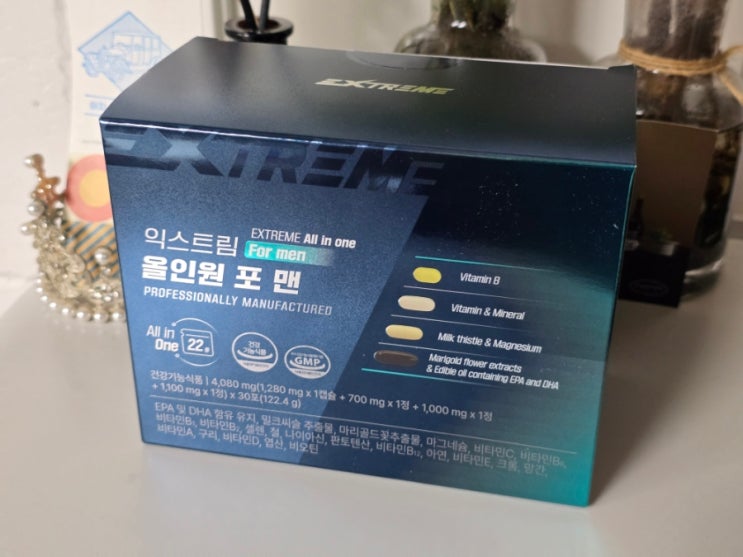 EXTREME
EXTREME
익스트림
EXTREME All in one
For men
올인원 포 맨
PROFESSIONALLY MANUFACTURED
Vitamin B
Vitamin & Mineral
Milk thistle & Magnesium
Marigold flower extracts
& Edible oil containing EPA and DHA
All in
One
22
건강
기능식품
GMP
건강기능식품 | 4,080 mg(1,280 mg x 1캡슐 + 700 mg x 1정 + 1,000 mg x 1정
+ 1,100 mg x 1정) x 30포(122.4 g)
EPA 및 DHA 함유 유지, 밀크씨슬 추출물, 마리골드꽃추출물, 마그네슘, 비타민C, 비타민B₆,
비타민B₁, 비타민B₂, 셀렌, 철, 나이아신, 판토텐산, 비타민B₁₂, 아연, 비타민E, 크롬, 망간,
비타민A, 구리, 비타민D, 엽산, 비오틴